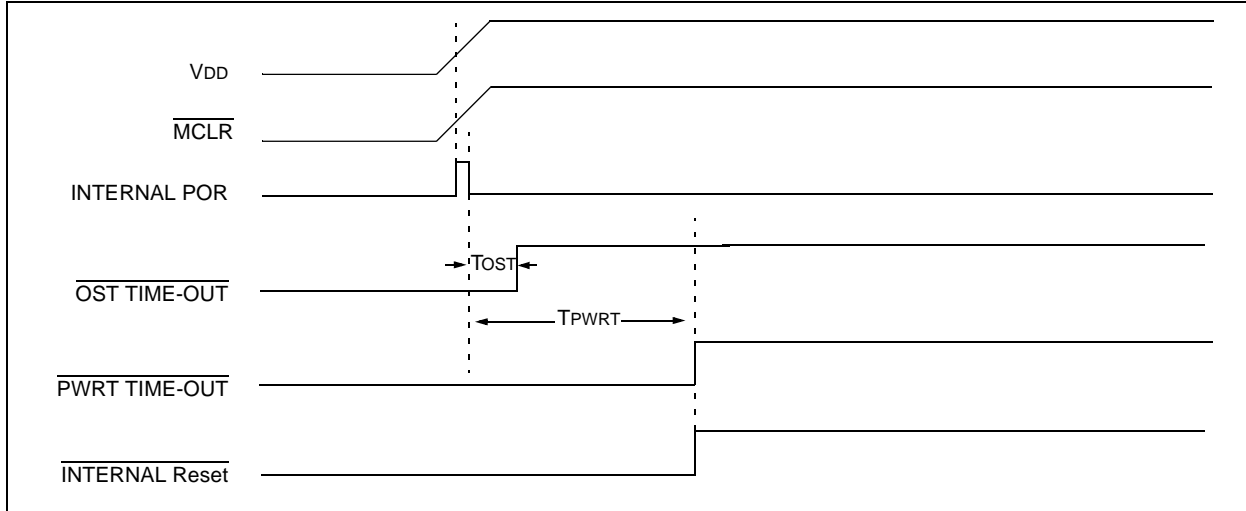 VDD
MCLR
INTERNAL POR
TOST
OST TIME-OUT
TPWRT
PWRT TIME-OUT
INTERNAL Reset